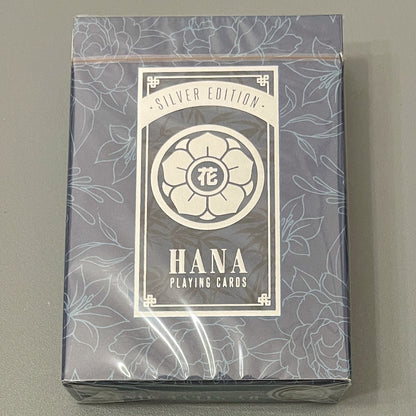 · SILVER EDITION ·
花
HANA
PLAYING CARDS